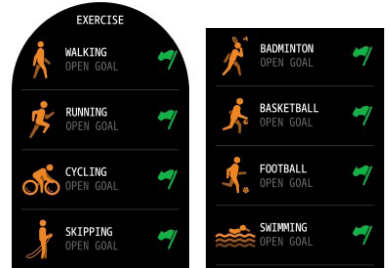 EXERCISE
WALKING
OPEN GOAL
RUNNING
OPEN GOAL
CYCLING
OPEN GOAL
SKIPPING
OPEN GOAL
BADMINTON
OPEN GOAL
BASKETBALL
OPEN GOAL
FOOTBALL
OPEN GOAL
SWIMMING
OPEN GOAL